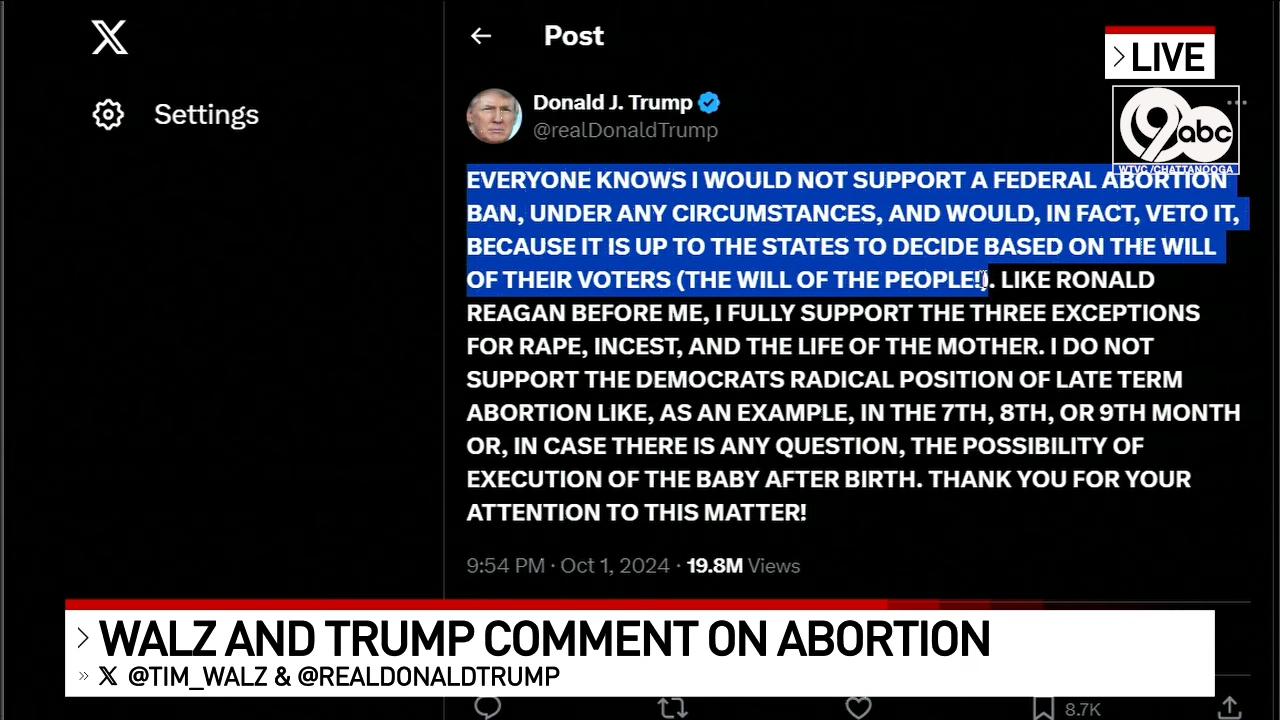 X
Post
> LIVE
Settings
Donald J. Trump
@realDonaldTrump
9 abc
WTVC/CHATTANOOGA
EVERYONE KNOWS I WOULD NOT SUPPORT A FEDERAL ABORTION
BAN, UNDER ANY CIRCUMSTANCES, AND WOULD, IN FACT, VETO IT,
BECAUSE IT IS UP TO THE STATES TO DECIDE BASED ON THE WILL
OF THEIR VOTERS (THE WILL OF THE PEOPLE!). LIKE RONALD
REAGAN BEFORE ME, I FULLY SUPPORT THE THREE EXCEPTIONS
FOR RAPE, INCEST, AND THE LIFE OF THE MOTHER. I DO NOT
SUPPORT THE DEMOCRATS RADICAL POSITION OF LATE TERM
ABORTION LIKE, AS AN EXAMPLE, IN THE 7TH, 8TH, OR 9TH MONTH
OR, IN CASE THERE IS ANY QUESTION, THE POSSIBILITY OF
EXECUTION OF THE BABY AFTER BIRTH. THANK YOU FOR YOUR
ATTENTION TO THIS MATTER!
9:54 PM · Oct 1, 2024 · 19.8M Views
> WALZ AND TRUMP COMMENT ON ABORTION
» X @TIM_WALZ & @REALDONALDTRUMP
8.7K